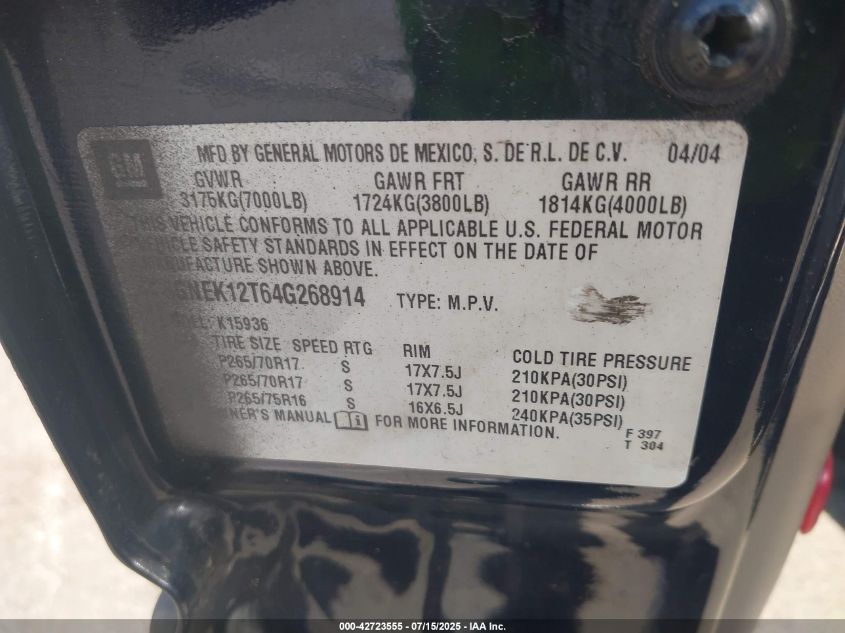 GM MFD BY GENERAL MOTORS DE MEXICO, S. DE R.L. DE C.V. 04/04
GVWR GAWR FRT GAWR RR
3175KG(7000LB) 1724KG(3800LB) 1814KG(4000LB)
THIS VEHICLE CONFORMS TO ALL APPLICABLE U.S. FEDERAL MOTOR
VEHICLE SAFETY STANDARDS IN EFFECT ON THE DATE OF
MANUFACTURE SHOWN ABOVE.
GNEK12T64G268914 TYPE: M.P.V.
K15936
TIRE SIZE SPEED RTG RIM COLD TIRE PRESSURE
P265/70R17 S 17X7.5J 210KPA(30PSI)
P265/70R17 S 17X7.5J 210KPA(30PSI)
P265/75R16 S 16X6.5J 240KPA(35PSI)
OWNER'S MANUAL FOR MORE INFORMATION.
F 397
T 304
000-42723555 - 07/15/2025 - IAA Inc.